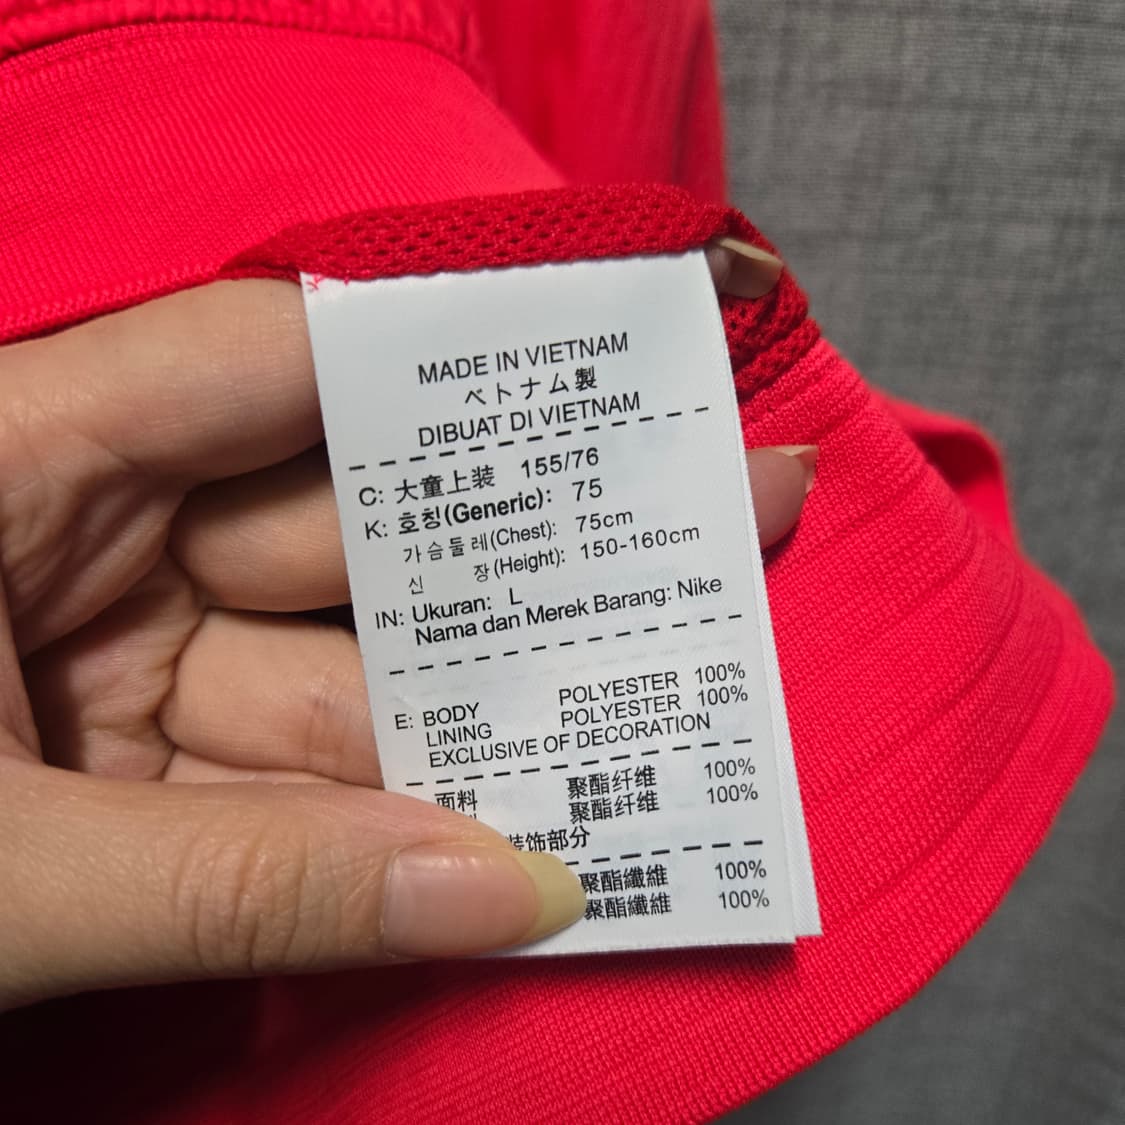 MADE IN VIETNAM
ベトナム製
DIBUAT DI VIETNAM
C: 大童上装 155/76
K: 호칭(Generic): 75
가슴둘레(Chest): 75cm
신 장(Height): 150-160cm
IN: Ukuran: L
Nama dan Merek Barang: Nike
E: BODY POLYESTER 100%
LINING POLYESTER 100%
EXCLUSIVE OF DECORATION
面料 聚酯纤维 100%
聚酯纤维 100%
装饰部分
聚酯纖維 100%
聚酯纖維 100%